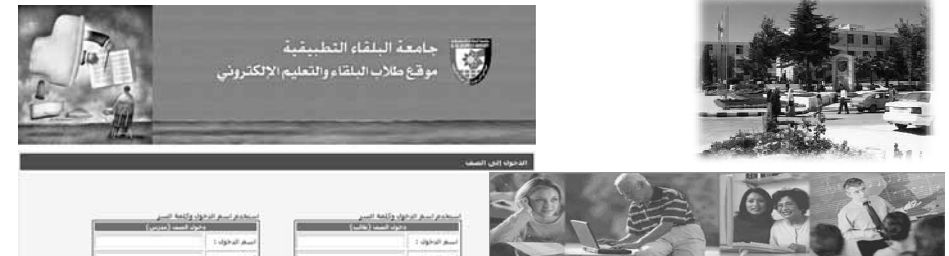 جامعة البلقاء التطبيقية
موقع طلاب البلقاء والتعليم الإلكتروني
الدخول إلى الصف
استخدم اسم الدخول وكلمة السر
دخول الصف (طالب)
اسم الدخول :
استخدم اسم الدخول وكلمة السر
دخول الصف (مدرس)
اسم الدخول :